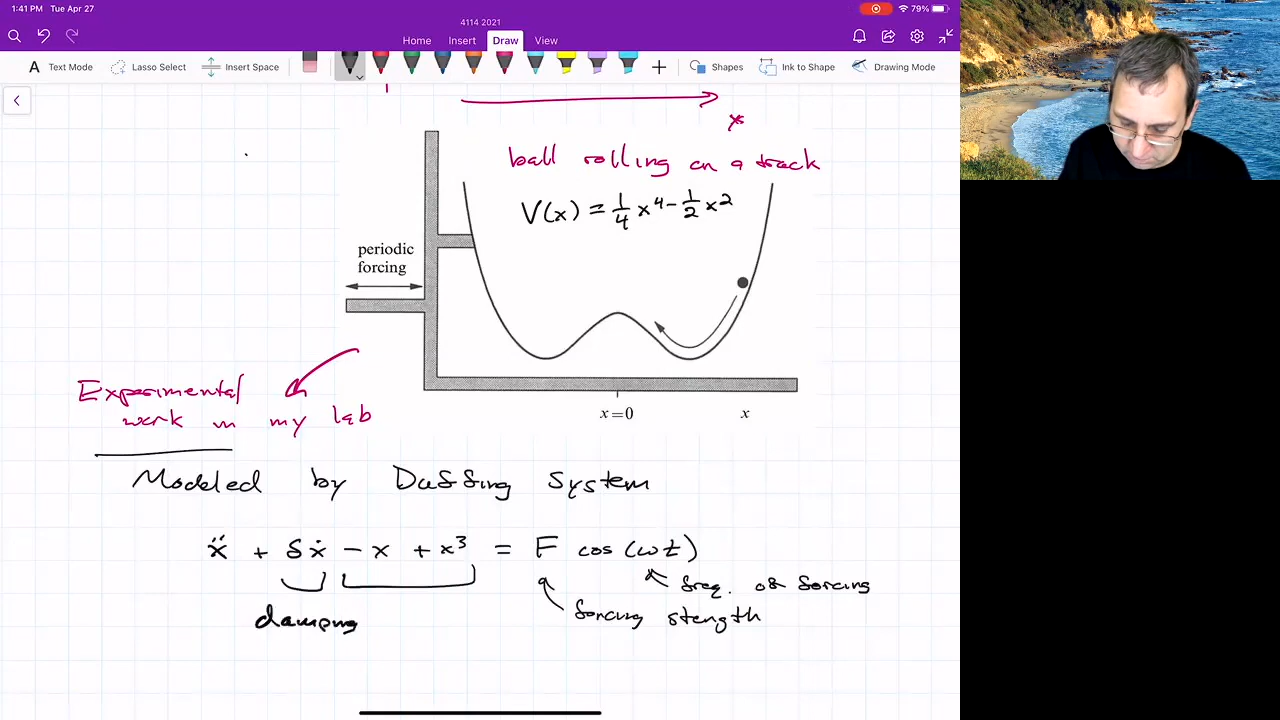 1:41 PM Tue Apr 27
79%
4114 2021
Home Insert Draw View
Text Mode Lasso Select Insert Space Shapes Ink to Shape Drawing Mode
x
ball rolling on a track
V(x) = 1/4 x⁴ - 1/2 x²
periodic
forcing
Experimental
work in my lab
x = 0 x
Modeled by Duffing system
ẍ + δẋ - x + x³ = F cos(ωt)
freq. of forcing
forcing stength
damping